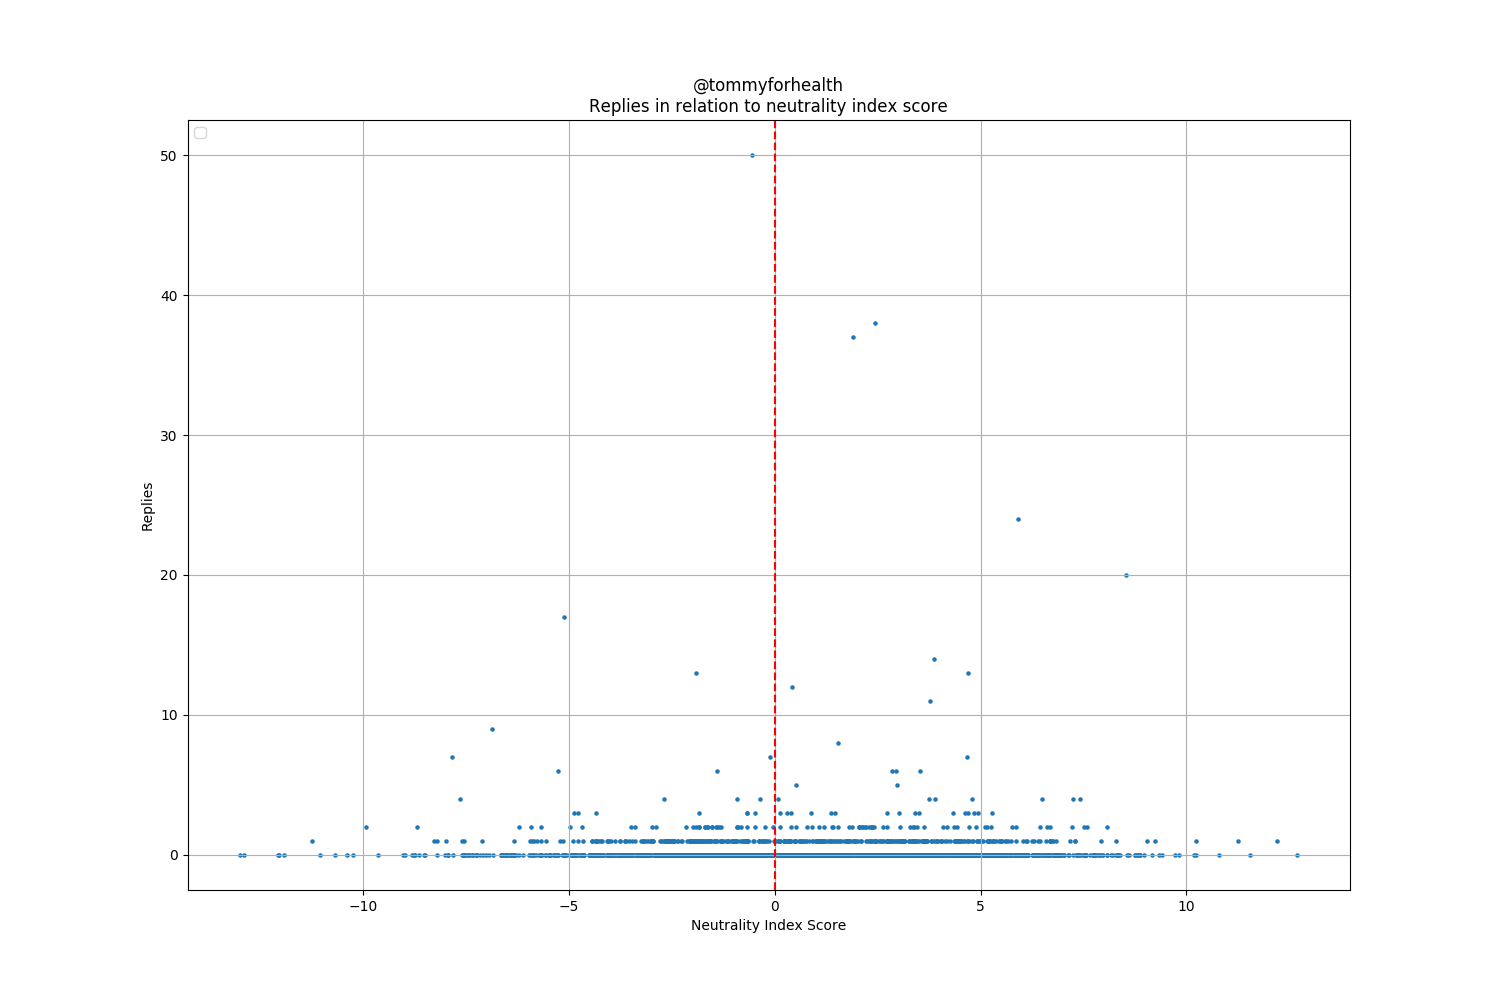 @tommyforhealth
Replies in relation to neutrality index score
50
40
30
20
10
0
Replies
−10
−5
0
5
10
Neutrality Index Score